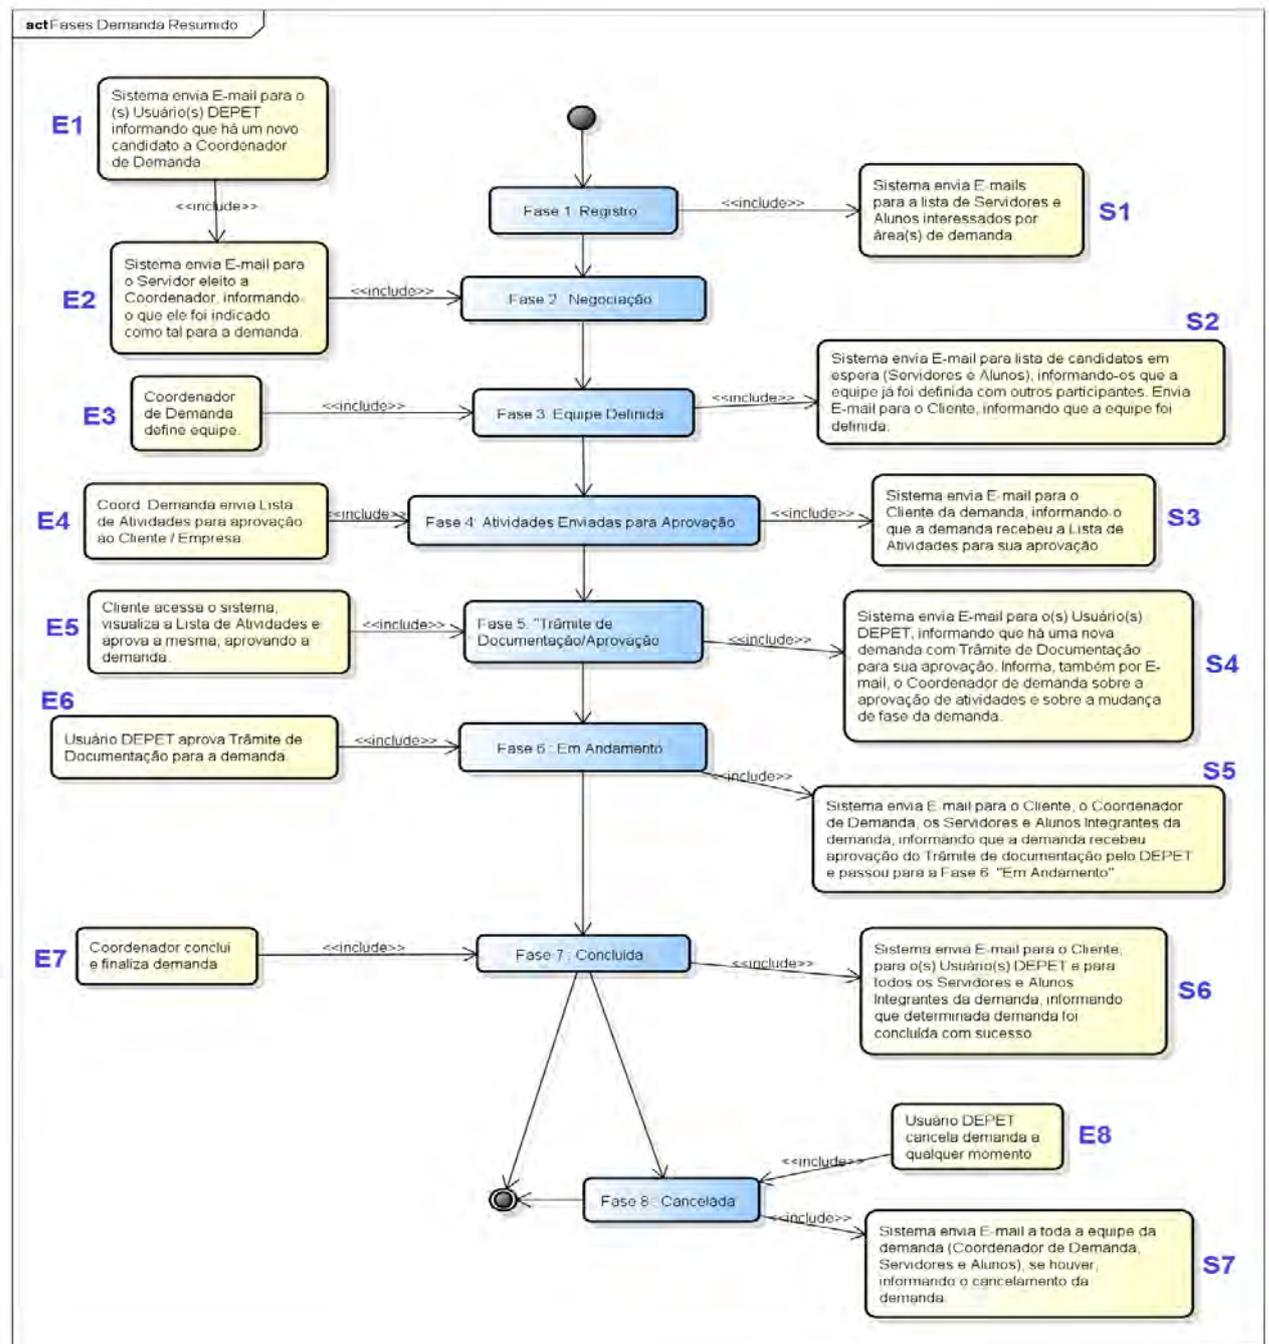 act Fases Demanda Resumido
E1
Sistema envia E-mail para o
(s) Usuário(s) DEPET
informando que há um novo
candidato a Coordenador
de Demanda
<<include>>
Fase 1: Registro
<<include>>
Sistema envia E-mails
para a lista de Servidores e
Alunos interessados por
área(s) de demanda.
S1
E2
Sistema envia E-mail para
o Servidor eleito a
Coordenador, informando-
o que ele foi indicado
como tal para a demanda.
<<include>>
Fase 2 : Negociação
S2
E3
Coordenador
de Demanda
define equipe.
<<include>>
Fase 3: Equipe Definida
<<include>>
Sistema envia E-mail para lista de candidatos em
espera (Servidores e Alunos), informando-os que a
equipe já foi definida com outros participantes. Envia
E-mail para o Cliente, informando que a equipe foi
definida.
E4
Coord. Demanda envia Lista
de Atividades para aprovação
ao Cliente / Empresa.
<<include>>
Fase 4: Atividades Enviadas para Aprovação
<<include>>
Sistema envia E-mail para o
Cliente da demanda, informando-o
que a demanda recebeu a Lista de
Atividades para sua aprovação
S3
E5
Cliente acessa o sistema,
visualiza a Lista de Atividades e
aprova a mesma, aprovando a
demanda.
<<include>>
Fase 5: "Trâmite de
Documentação/Aprovação
<<include>>
Sistema envia E-mail para o(s) Usuário(s)
DEPET, informando que há uma nova
demanda com Trâmite de Documentação
para sua aprovação. Informa, também por E-
mail, o Coordenador de demanda sobre a
aprovação de atividades e sobre a mudança
de fase da demanda.
S4
E6
Usuário DEPET aprova Trâmite de
Documentação para a demanda.
<<include>>
Fase 6 : Em Andamento
<<include>>
S5
Sistema envia E-mail para o Cliente, o Coordenador
de Demanda, os Servidores e Alunos Integrantes da
demanda, informando que a demanda recebeu
aprovação do Trâmite de documentação pelo DEPET
e passou para a Fase 6: "Em Andamento"
E7
Coordenador conclui
e finaliza demanda
<<include>>
Fase 7 : Concluída
<<include>>
Sistema envia E-mail para o Cliente,
para o(s) Usuário(s) DEPET e para
todos os Servidores e Alunos
Integrantes da demanda, informando
que determinada demanda foi
concluída com sucesso
S6
Usuário DEPET
cancela demanda a
qualquer momento
E8
<<include>>
Fase 8 : Cancelada
<<include>>
Sistema envia E-mail a toda a equipe da
demanda (Coordenador de Demanda,
Servidores e Alunos), se houver,
informando o cancelamento da
demanda.
S7